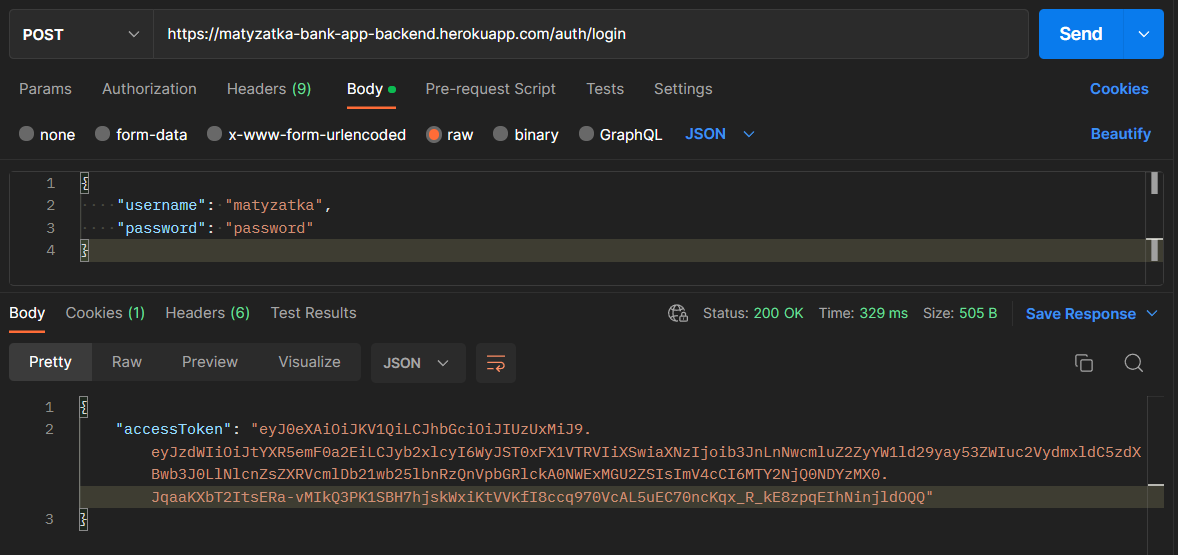 POST https://matyzatka-bank-app-backend.herokuapp.com/auth/login Send
Params Authorization Headers (9) Body Pre-request Script Tests Settings Cookies
none form-data x-www-form-urlencoded raw binary GraphQL JSON Beautify
1 {
2 "username": "matyzatka",
3 "password": "password"
4 }
Body Cookies (1) Headers (6) Test Results Status: 200 OK Time: 329 ms Size: 505 B Save Response
Pretty Raw Preview Visualize JSON
1 {
2 "accessToken": "eyJ0eXAiOiJKV1QiLCJhbGciOiJIUzUxMiJ9.
eyJzdWIiOiJtYXR5emF0a2EiLCJyb2xlcyI6WyJST0xFX1VTRVIiXSwiaXNzIjoib3JnLnNwcmluZ2ZyYW1ld29yay53ZWIuc2VydmxldC5zdX
Bwb3J0LlNlcnZsZXRVcmlDb21wb25lbnRzQnVpbGRlckA0NWExMGU2ZSIsImV4cCI6MTY2NjQ0NDYzMX0.
JqaaKXbT2ItsERa-vMIkQ3PK1SBH7hjskWxiKtVVKfI8ccq970VcAL5uEC70ncKqx_R_kE8zpqEIhNinjldOQQ"
3 }